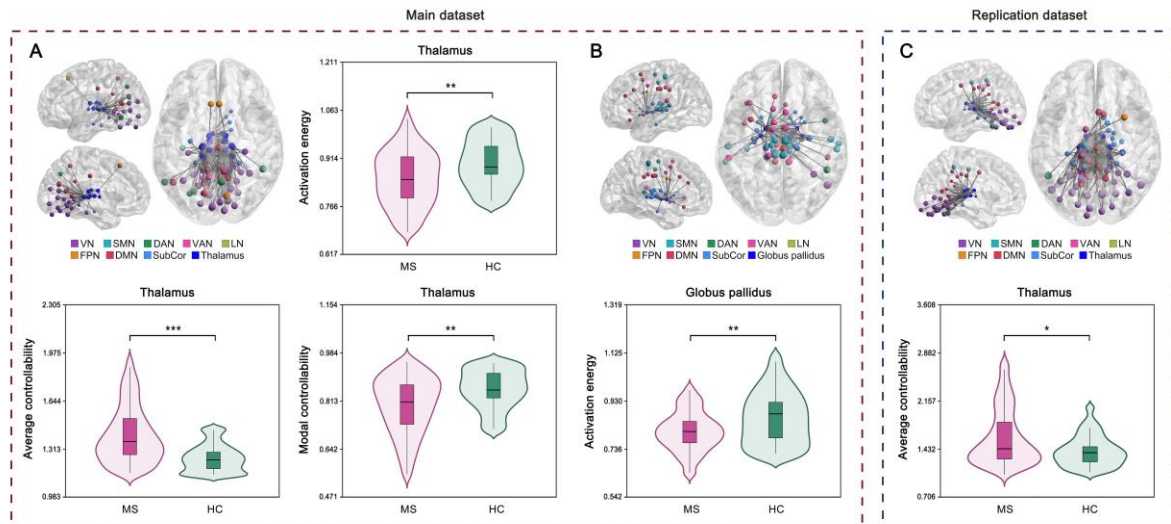 Main dataset
Replication dataset
A
Thalamus
1.211
1.063
0.914
0.766
0.617
Activation energy
**
MS HC
VN SMN DAN VAN LN
FPN DMN SubCor Thalamus
Thalamus
2.305
1.975
1.644
1.313
0.983
Average controllability
***
MS HC
Thalamus
1.154
0.984
0.813
0.642
0.471
Modal controllability
**
MS HC
B
VN SMN DAN VAN LN
FPN DMN SubCor Globus pallidus
Globus pallidus
1.319
1.125
0.930
0.736
0.542
Activation energy
**
MS HC
C
VN SMN DAN VAN LN
FPN DMN SubCor Thalamus
Thalamus
3.608
2.882
2.157
1.432
0.706
Average controllability
*
MS HC